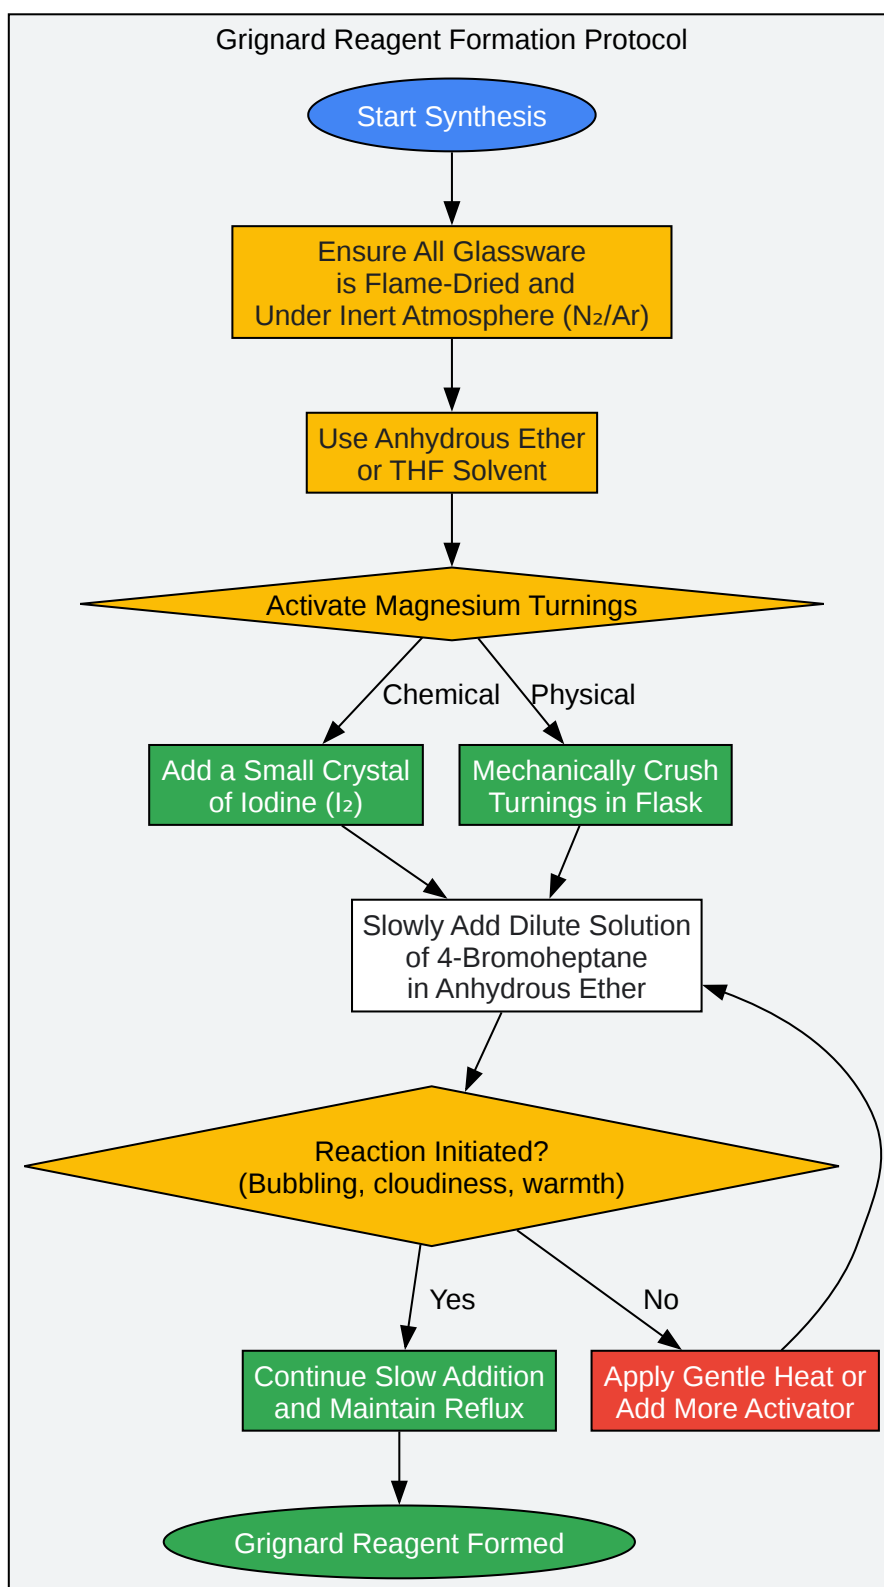 Grignard Reagent Formation Protocol
Start Synthesis
Ensure All Glassware
is Flame-Dried and
Under Inert Atmosphere (N₂/Ar)
Use Anhydrous Ether
or THF Solvent
Activate Magnesium Turnings
Chemical
Physical
Add a Small Crystal
of Iodine (I₂)
Mechanically Crush
Turnings in Flask
Slowly Add Dilute Solution
of 4-Bromoheptane
in Anhydrous Ether
Reaction Initiated?
(Bubbling, cloudiness, warmth)
Yes
No
Continue Slow Addition
and Maintain Reflux
Apply Gentle Heat or
Add More Activator
Grignard Reagent Formed